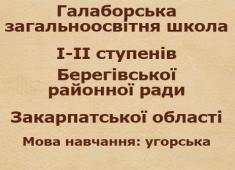 Галаборська
загальноосвітня школа
І-ІІ ступенів
Берегівської
районної ради
Закарпатської області
Мова навчання: угорська